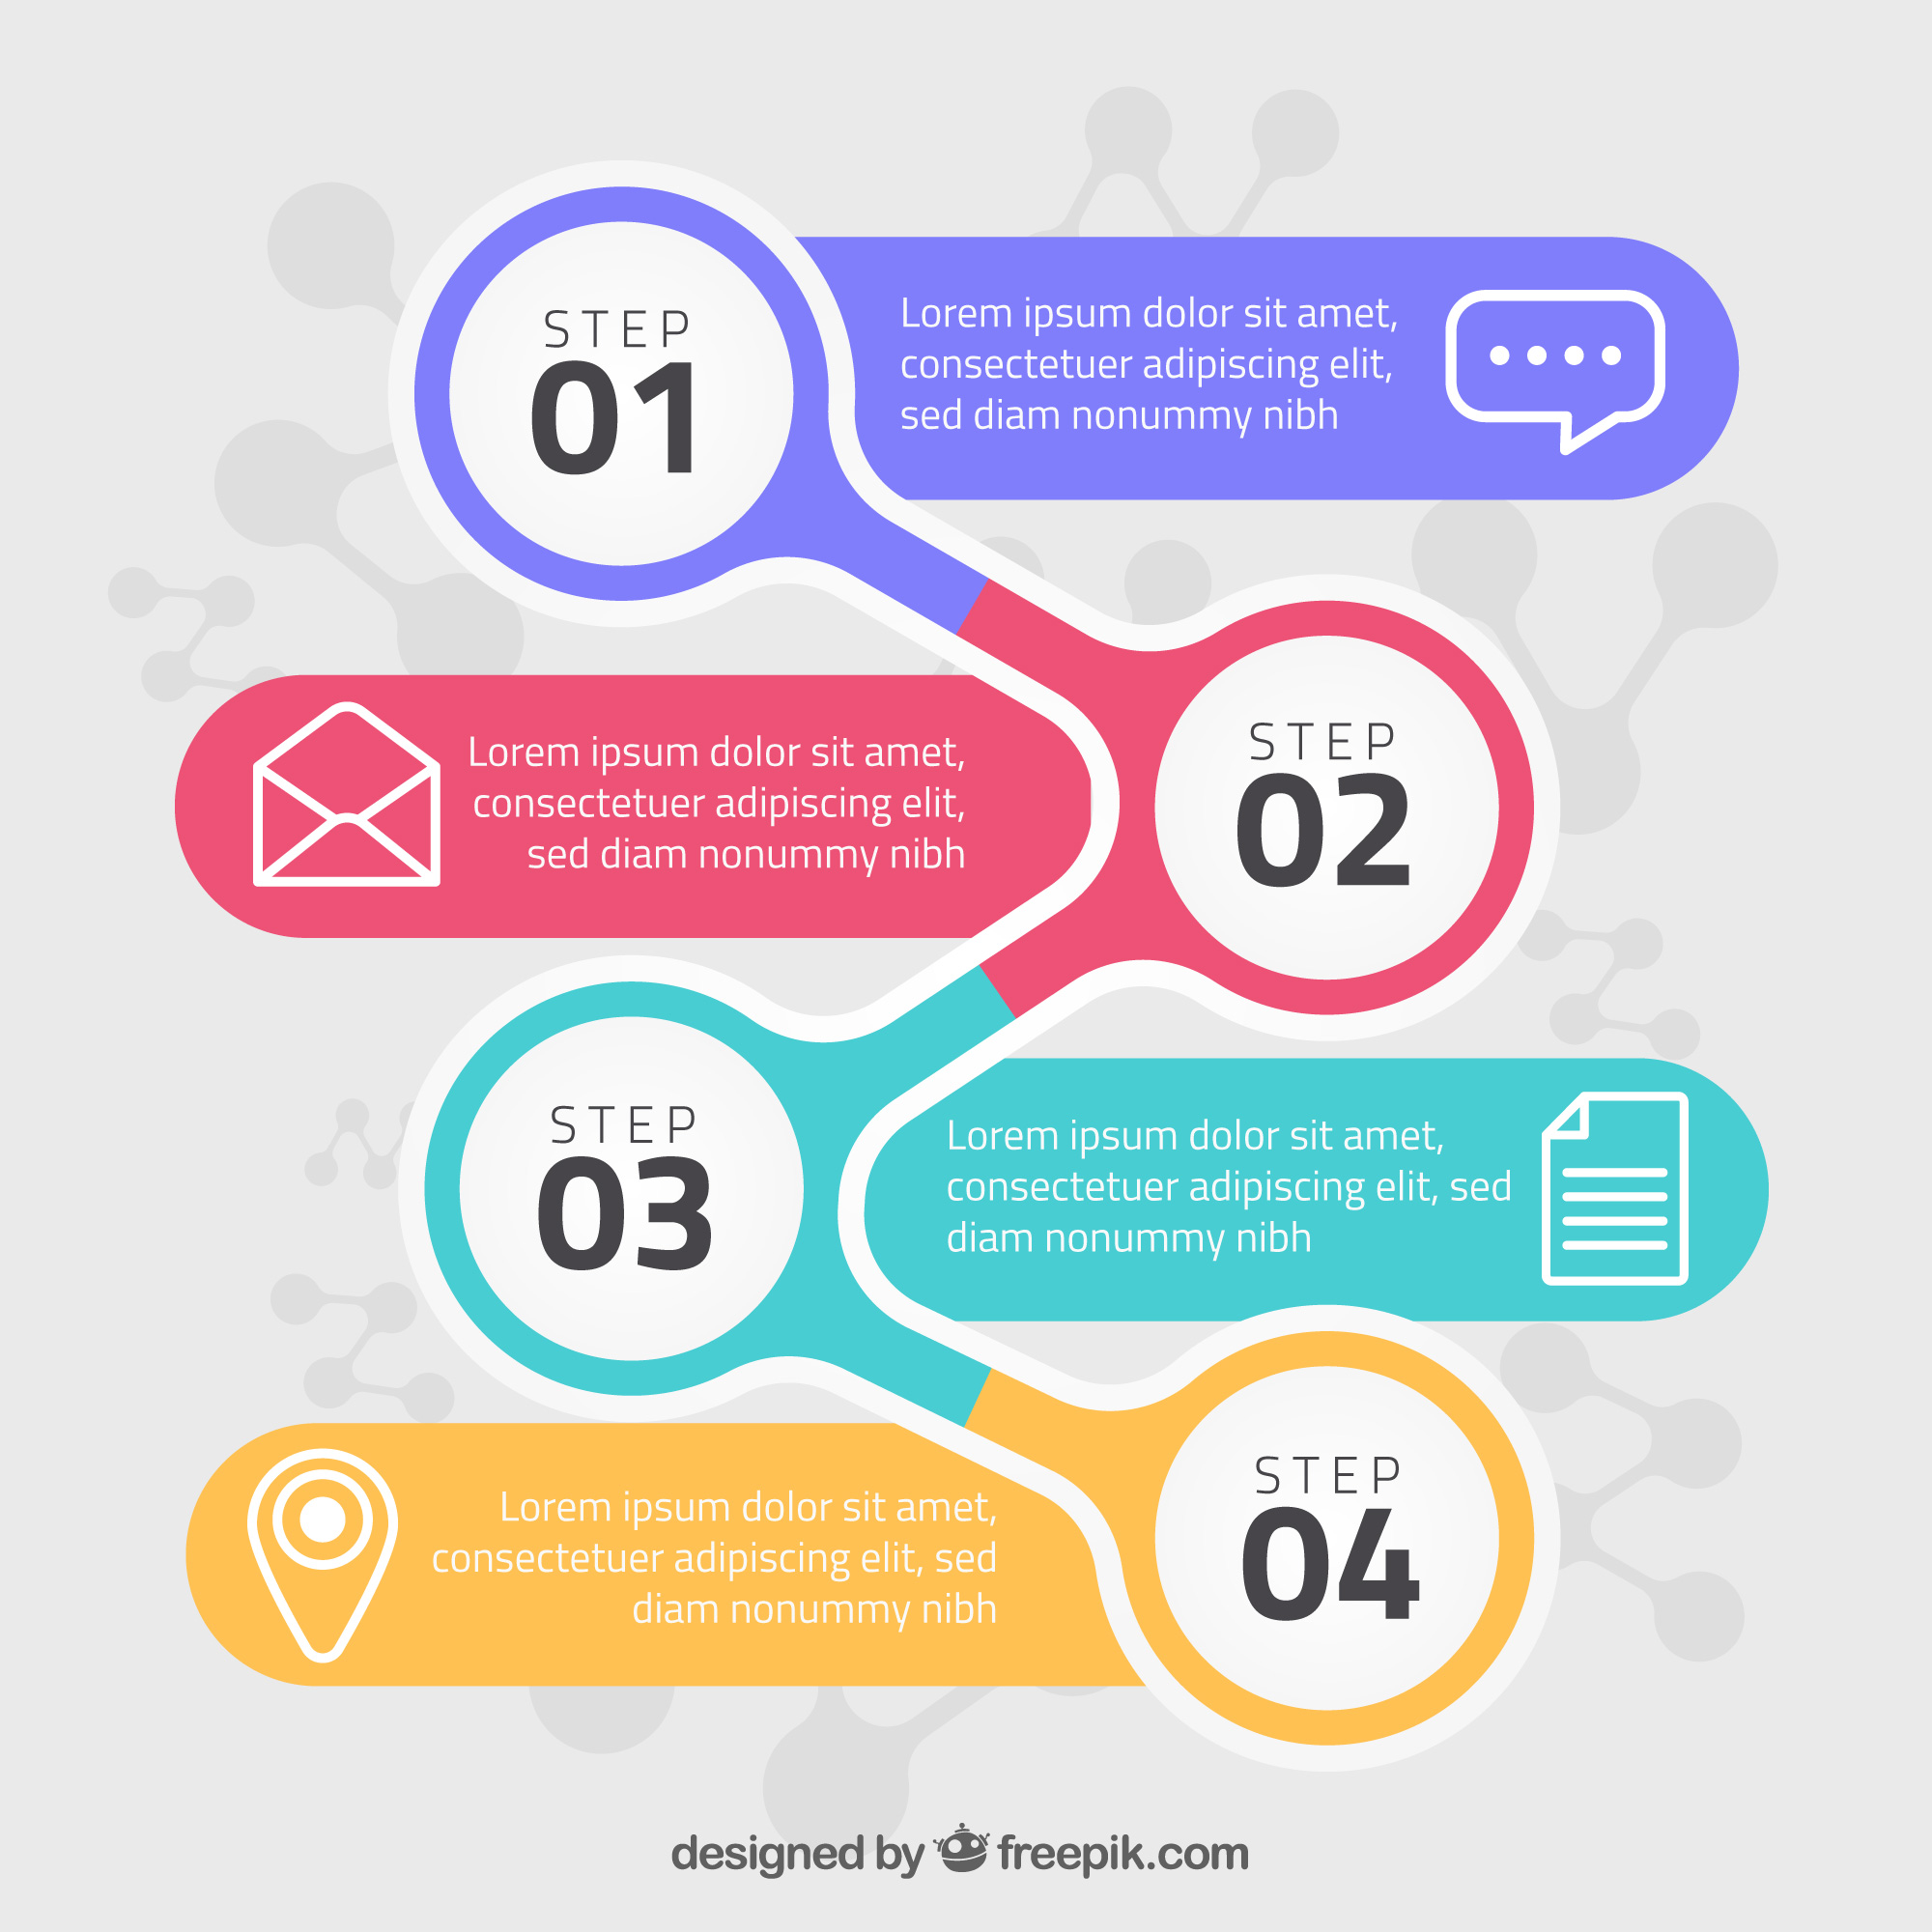 STEP
01
Lorem ipsum dolor sit amet,
consectetuer adipiscing elit,
sed diam nonummy nibh
STEP
02
Lorem ipsum dolor sit amet,
consectetuer adipiscing elit,
sed diam nonummy nibh
STEP
03
Lorem ipsum dolor sit amet,
consectetuer adipiscing elit, sed
diam nonummy nibh
STEP
04
Lorem ipsum dolor sit amet,
consectetuer adipiscing elit, sed
diam nonummy nibh
designed by freepik.com